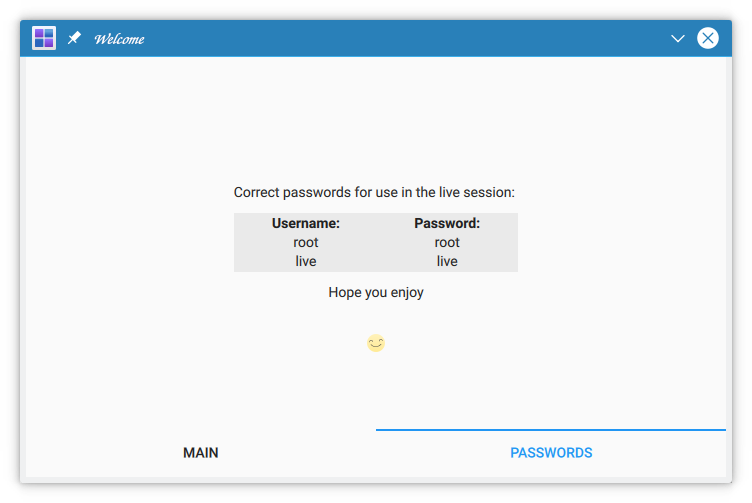 Welcome
Correct passwords for use in the live session:
Username: Password:
root root
live live
Hope you enjoy
MAIN PASSWORDS